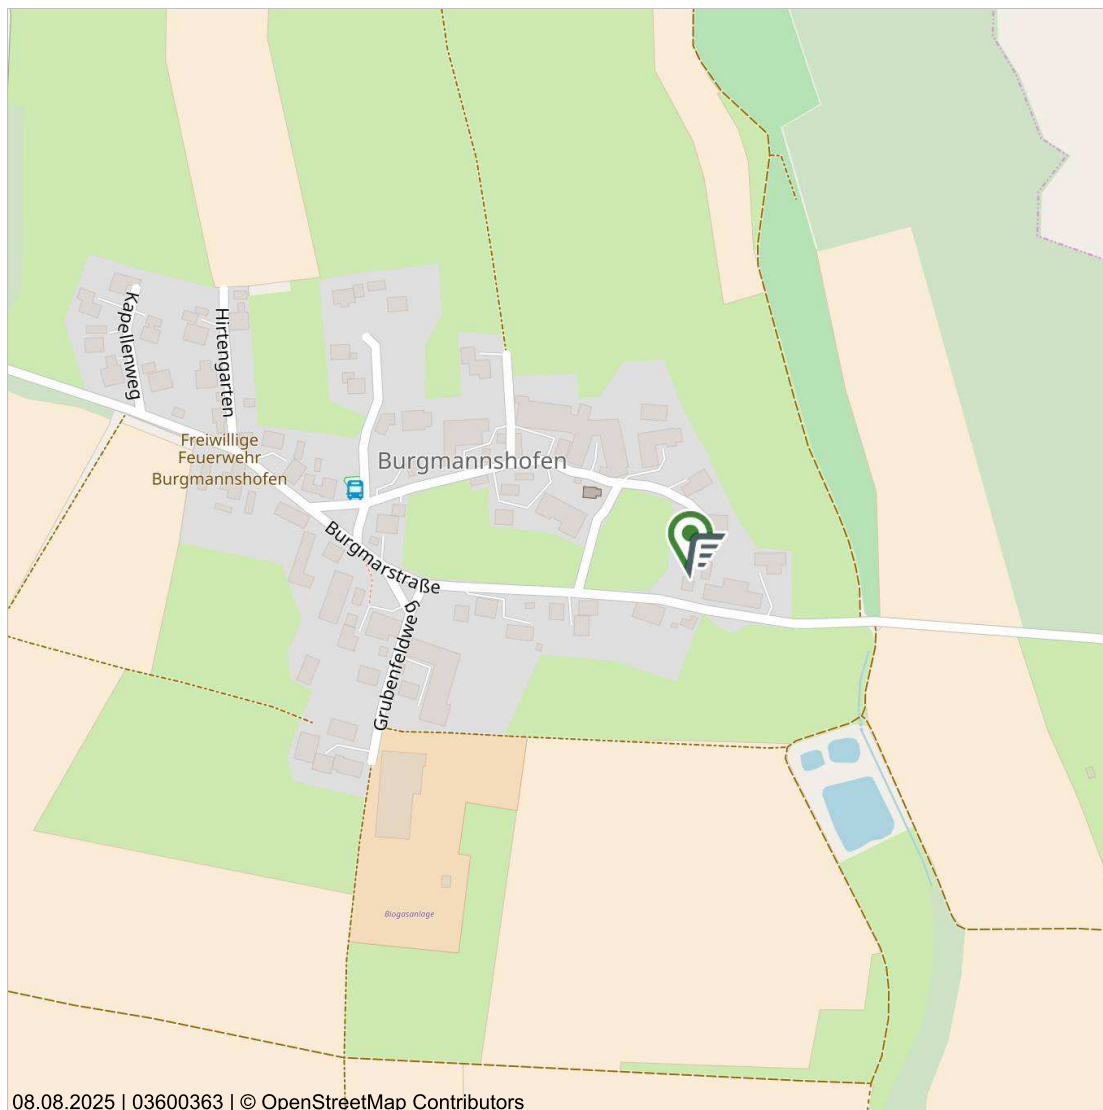 Kapellenweg
Hirtengarten
Freiwillige
Feuerwehr
Burgmannshofen
Burgmannshofen
Burgmarstraße
Grubenfeldweg
Biogasanlage
08.08.2025 | 03600363 | © OpenStreetMap Contributors